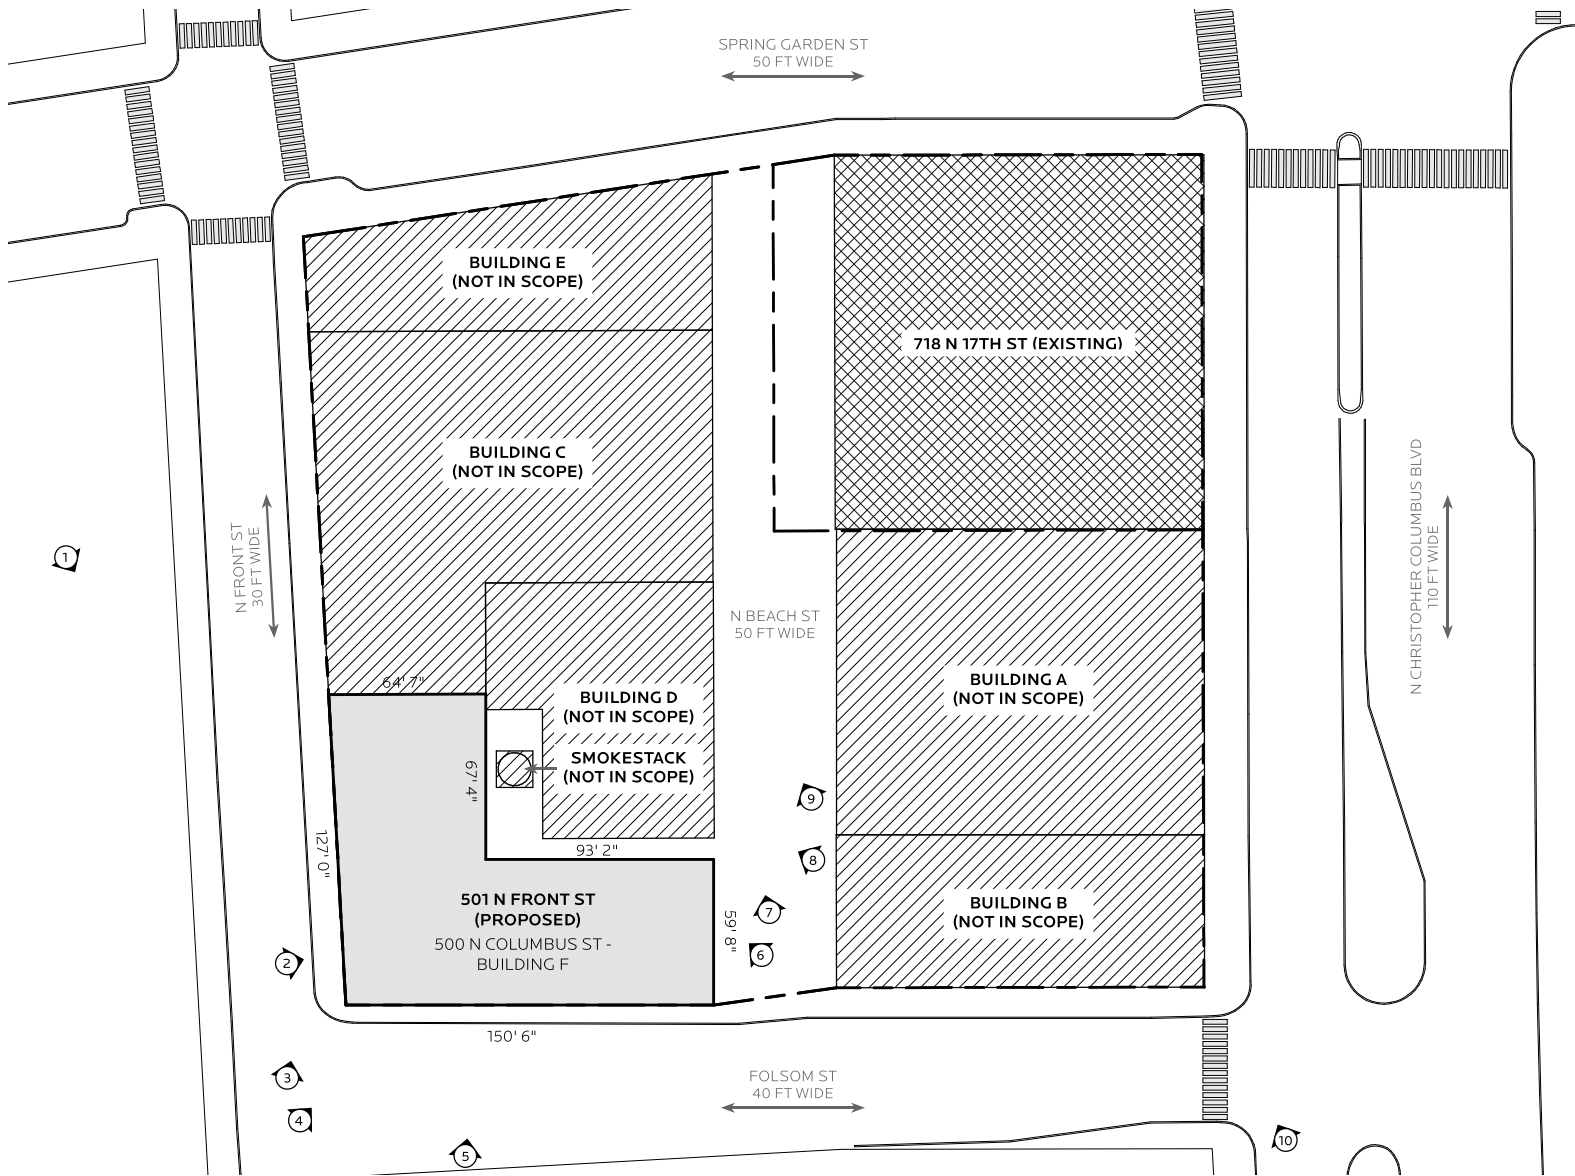 SPRING GARDEN ST
50 FT WIDE
BUILDING E
(NOT IN SCOPE)
718 N 17TH ST (EXISTING)
BUILDING C
(NOT IN SCOPE)
N FRONT ST
30 FT WIDE
N CHRISTOPHER COLUMBUS BLVD
110 FT WIDE
1
N BEACH ST
50 FT WIDE
64' 7"
BUILDING D
(NOT IN SCOPE)
BUILDING A
(NOT IN SCOPE)
SMOKESTACK
(NOT IN SCOPE)
67' 4"
9
127' 0"
93' 2"
8
501 N FRONT ST
(PROPOSED)
500 N COLUMBUS ST -
BUILDING F
59' 8"
7
6
BUILDING B
(NOT IN SCOPE)
2
150' 6"
3
FOLSOM ST
40 FT WIDE
4
5
10